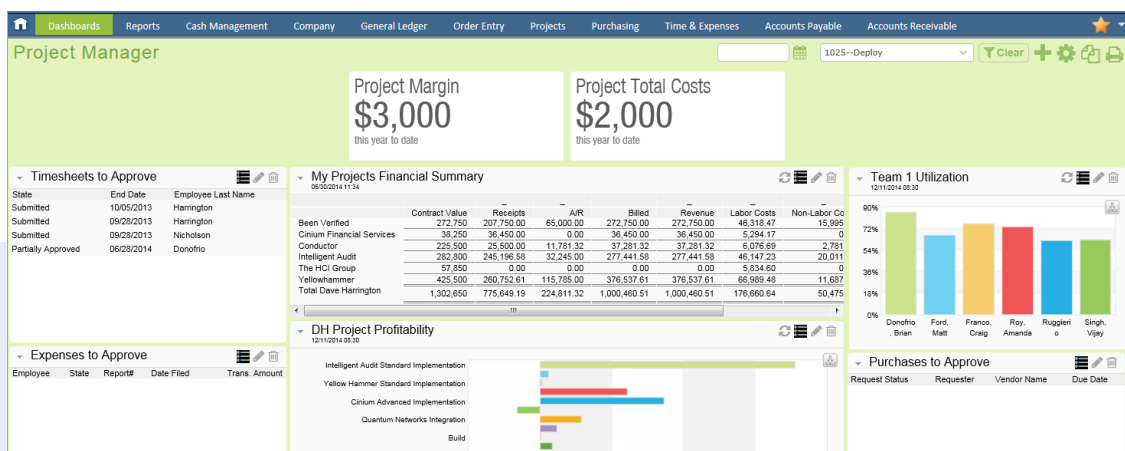 Dashboards Reports Cash Management Company General Ledger Order Entry Projects Purchasing Time & Expenses Accounts Payable Accounts Receivable
Project Manager
1025--Deploy
Clear
Project Margin
$3,000
this year to date
Project Total Costs
$2,000
this year to date
Timesheets to Approve
State End Date Employee Last Name
Submitted 10/05/2013 Harrington
Submitted 09/28/2013 Harrington
Submitted 09/28/2013 Nicholson
Partially Approved 06/28/2014 Donofrio
Expenses to Approve
Employee State Report# Date Filed Trans. Amount
My Projects Financial Summary
06/30/2014 11:34
Contract Value Receipts A/R Billed Revenue Labor Costs Non-Labor Co
Been Verified 272,750 207,750.00 65,000.00 272,750.00 272,750.00 46,318.47 15,995
Cinium Financial Services 38,250 36,450.00 0.00 36,450.00 36,450.00 5,294.17 0
Conductor 225,500 25,500.00 11,781.32 37,281.32 37,281.32 6,076.69 2,781
Intelligent Audit 282,800 245,196.58 32,245.00 277,441.58 277,441.58 46,147.23 20,011
The HCI Group 57,850 0.00 0.00 0.00 0.00 5,834.60 0
Yellowhammer 425,500 260,752.61 115,785.00 376,537.61 376,537.61 66,989.48 11,687
Total Dave Harrington 1,302,650 775,649.19 224,811.32 1,000,460.51 1,000,460.51 176,660.64 50,475
DH Project Profitability
12/11/2014 08:30
Intelligent Audit Standard Implementation
Yellow Hammer Standard Implementation
Cinium Advanced Implementation
Quantum Networks Integration
Build
Team 1 Utilization
12/11/2014 08:30
90%
72%
54%
36%
18%
0%
Donofrio Ford, Franco, Roy, Ruggieri Singh,
, Brian Matt Craig Amanda o Vijay
Purchases to Approve
Request Status Requester Vendor Name Due Date